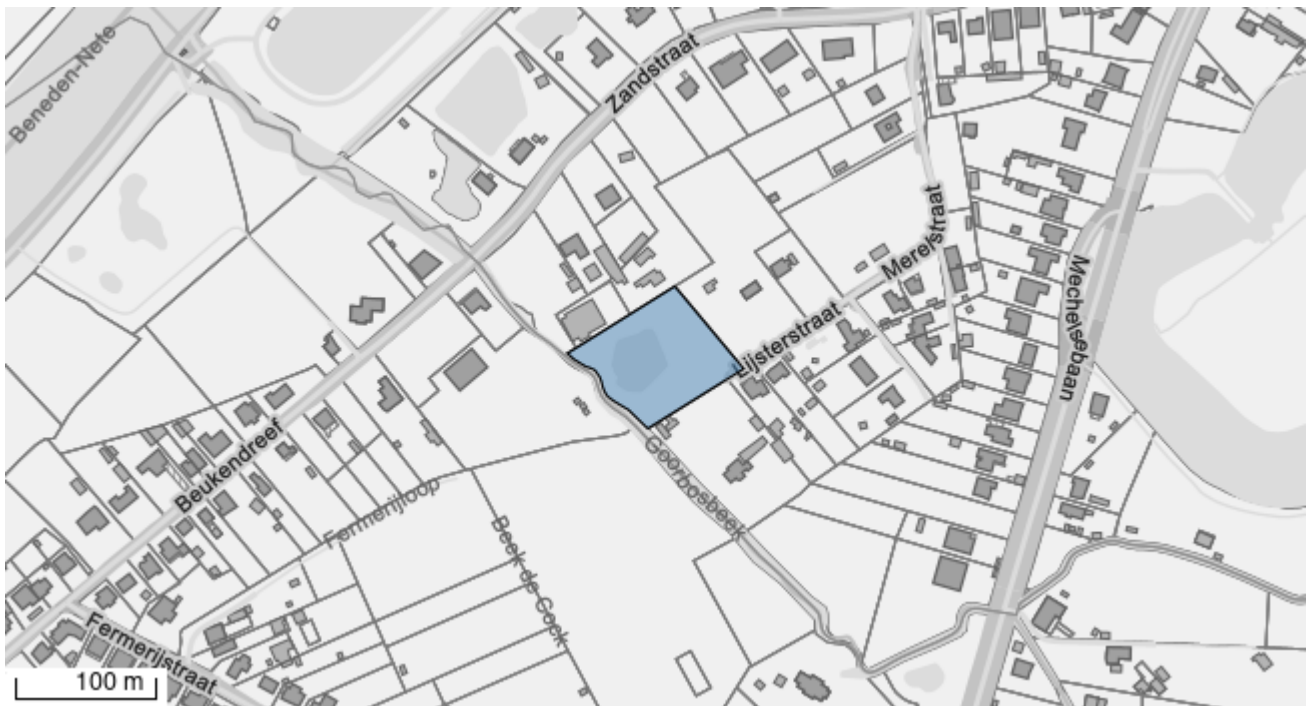 Beneden-Nete
Zandstraat
Merelstraat
Mechelsebaan
Lijsterstraat
Beukendreef
Goorbosbeek
Fermerijloop
Beek de Cock
Fermerijstraat
100 m